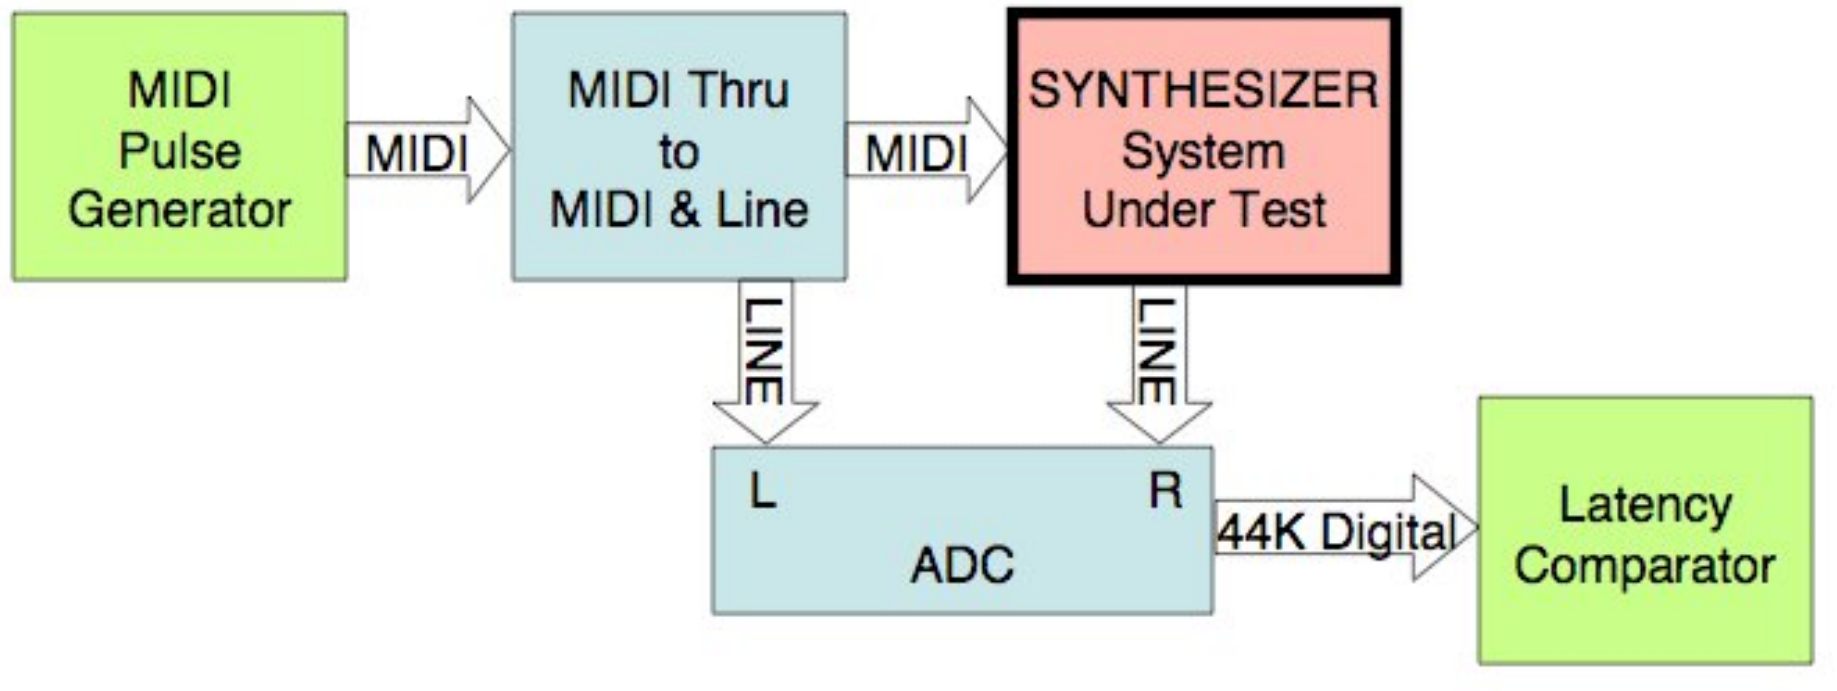 MIDI
Pulse
Generator
MIDI
MIDI Thru
to
MIDI & Line
MIDI
SYNTHESIZER
System
Under Test
LINE
LINE
L
R
ADC
44K Digital
Latency
Comparator